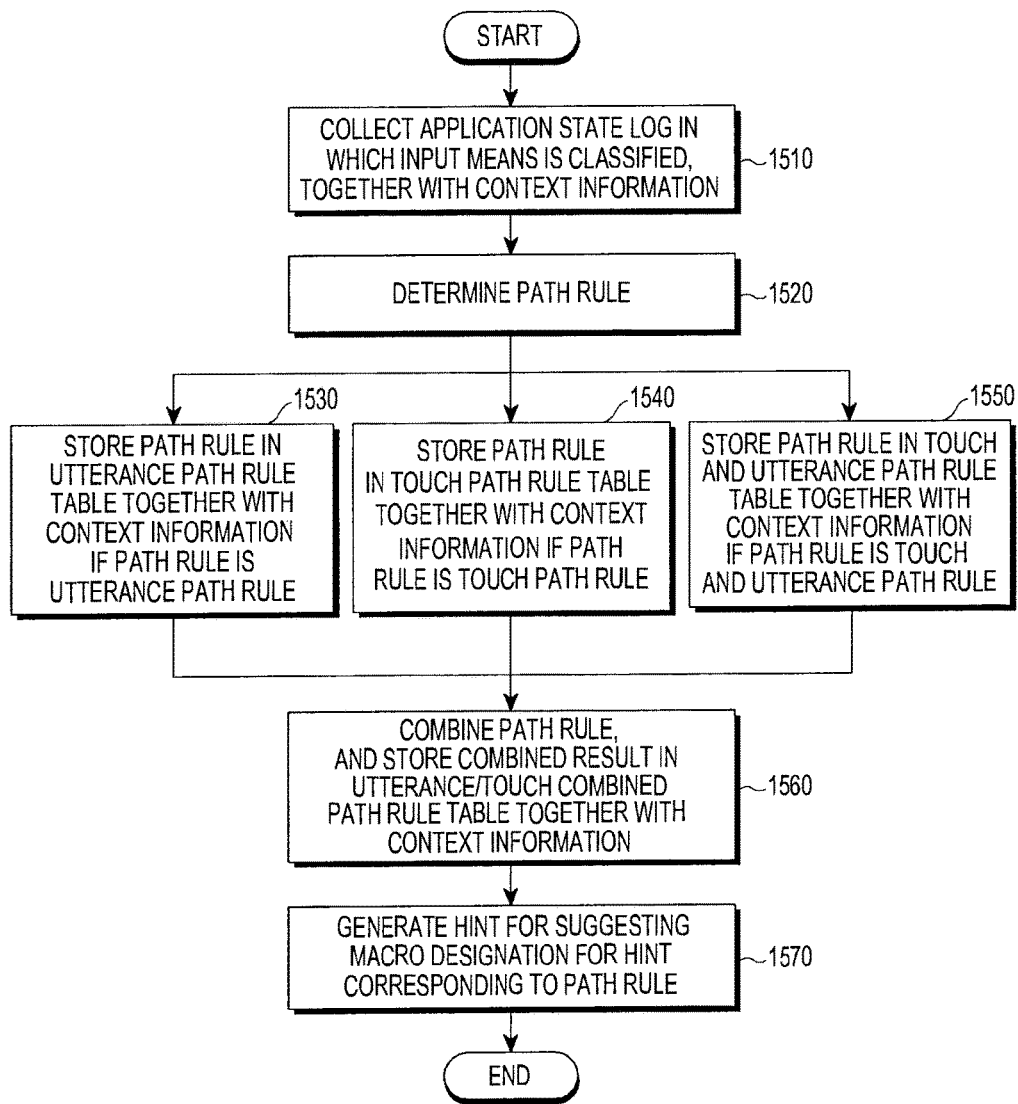 START
COLLECT APPLICATION STATE LOG IN
WHICH INPUT MEANS IS CLASSIFIED,
TOGETHER WITH CONTEXT INFORMATION
1510
DETERMINE PATH RULE
1520
1530
STORE PATH RULE IN
UTTERANCE PATH RULE
TABLE TOGETHER WITH
CONTEXT INFORMATION
IF PATH RULE IS
UTTERANCE PATH RULE
1540
STORE PATH RULE
IN TOUCH PATH RULE TABLE
TOGETHER WITH CONTEXT
INFORMATION IF PATH
RULE IS TOUCH PATH RULE
1550
STORE PATH RULE IN TOUCH
AND UTTERANCE PATH RULE
TABLE TOGETHER WITH
CONTEXT INFORMATION
IF PATH RULE IS TOUCH
AND UTTERANCE PATH RULE
COMBINE PATH RULE,
AND STORE COMBINED RESULT IN
UTTERANCE/TOUCH COMBINED
PATH RULE TABLE TOGETHER WITH
CONTEXT INFORMATION
1560
GENERATE HINT FOR SUGGESTING
MACRO DESIGNATION FOR HINT
CORRESPONDING TO PATH RULE
1570
END